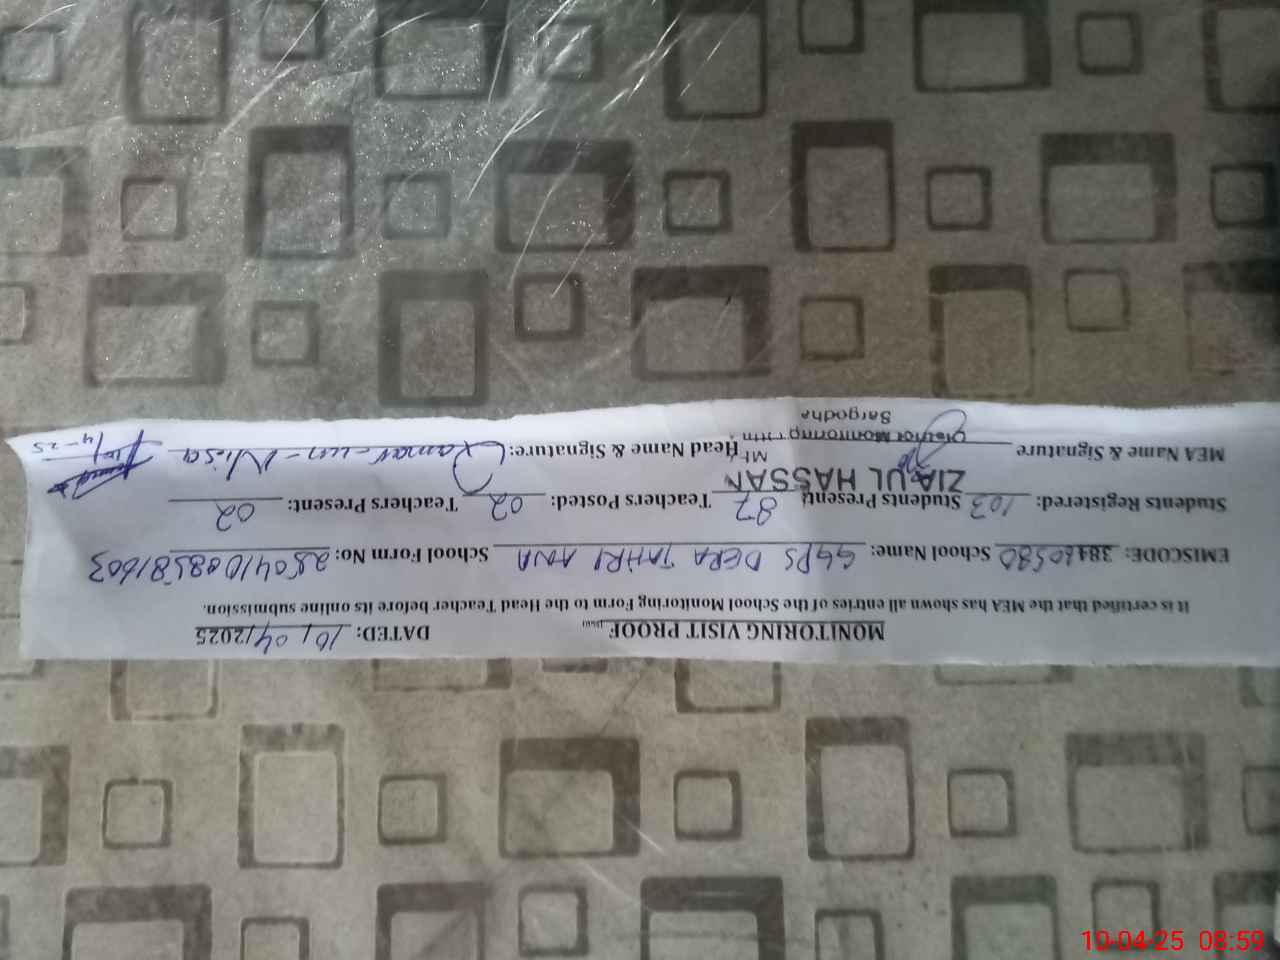 MONITORING VISIT PROOF DATED: 10/04/2025
It is certified that the MEA has shown all entries of the School Monitoring Form to the Head Teacher before its online submission.
EMISCODE: 38410580 School Name: GGPS DERA TAHRI ANA School Form No: 250410085581603
Students Registered: 103 Students Present: 87 Teachers Posted: 02 Teachers Present: 02
ZIA UL HASSAN
MEA Name & Signature Head Name & Signature: Qamar-un-Nisa 10/4-25
District Monitoring
Sargodha
10-04-25 08:59